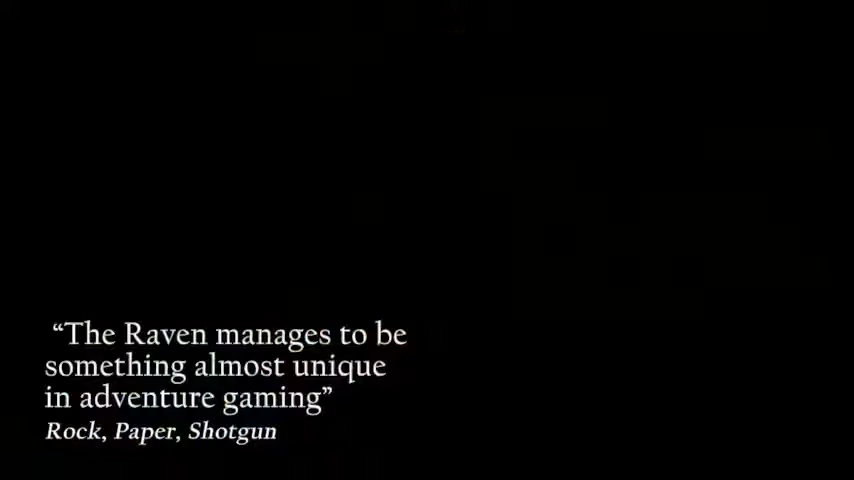 “The Raven manages to be
something almost unique
in adventure gaming”
Rock, Paper, Shotgun